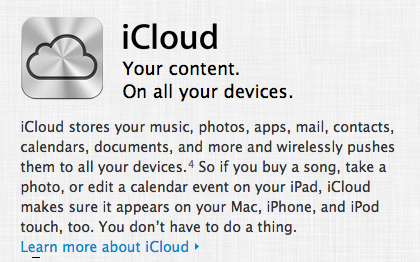 iCloud
Your content.
On all your devices.
iCloud stores your music, photos, apps, mail, contacts,
calendars, documents, and more and wirelessly pushes
them to all your devices.⁴ So if you buy a song, take a
photo, or edit a calendar event on your iPad, iCloud
makes sure it appears on your Mac, iPhone, and iPod
touch, too. You don't have to do a thing.
Learn more about iCloud